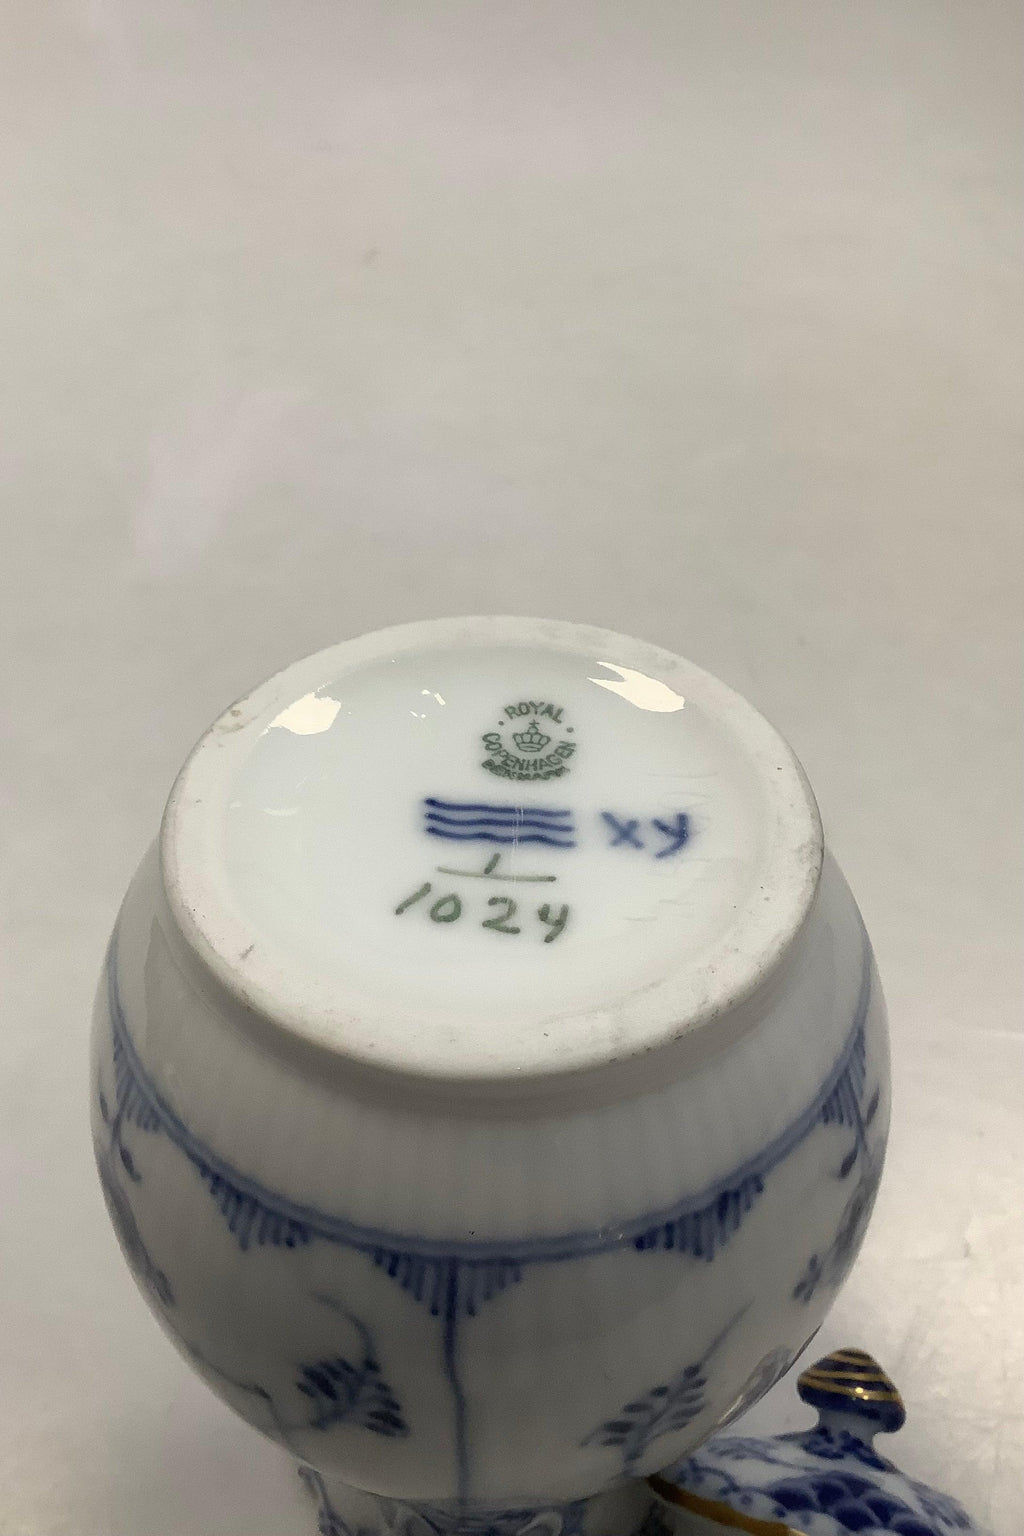 ROYAL
COPENHAGEN
DENMARK
XY
1
1024